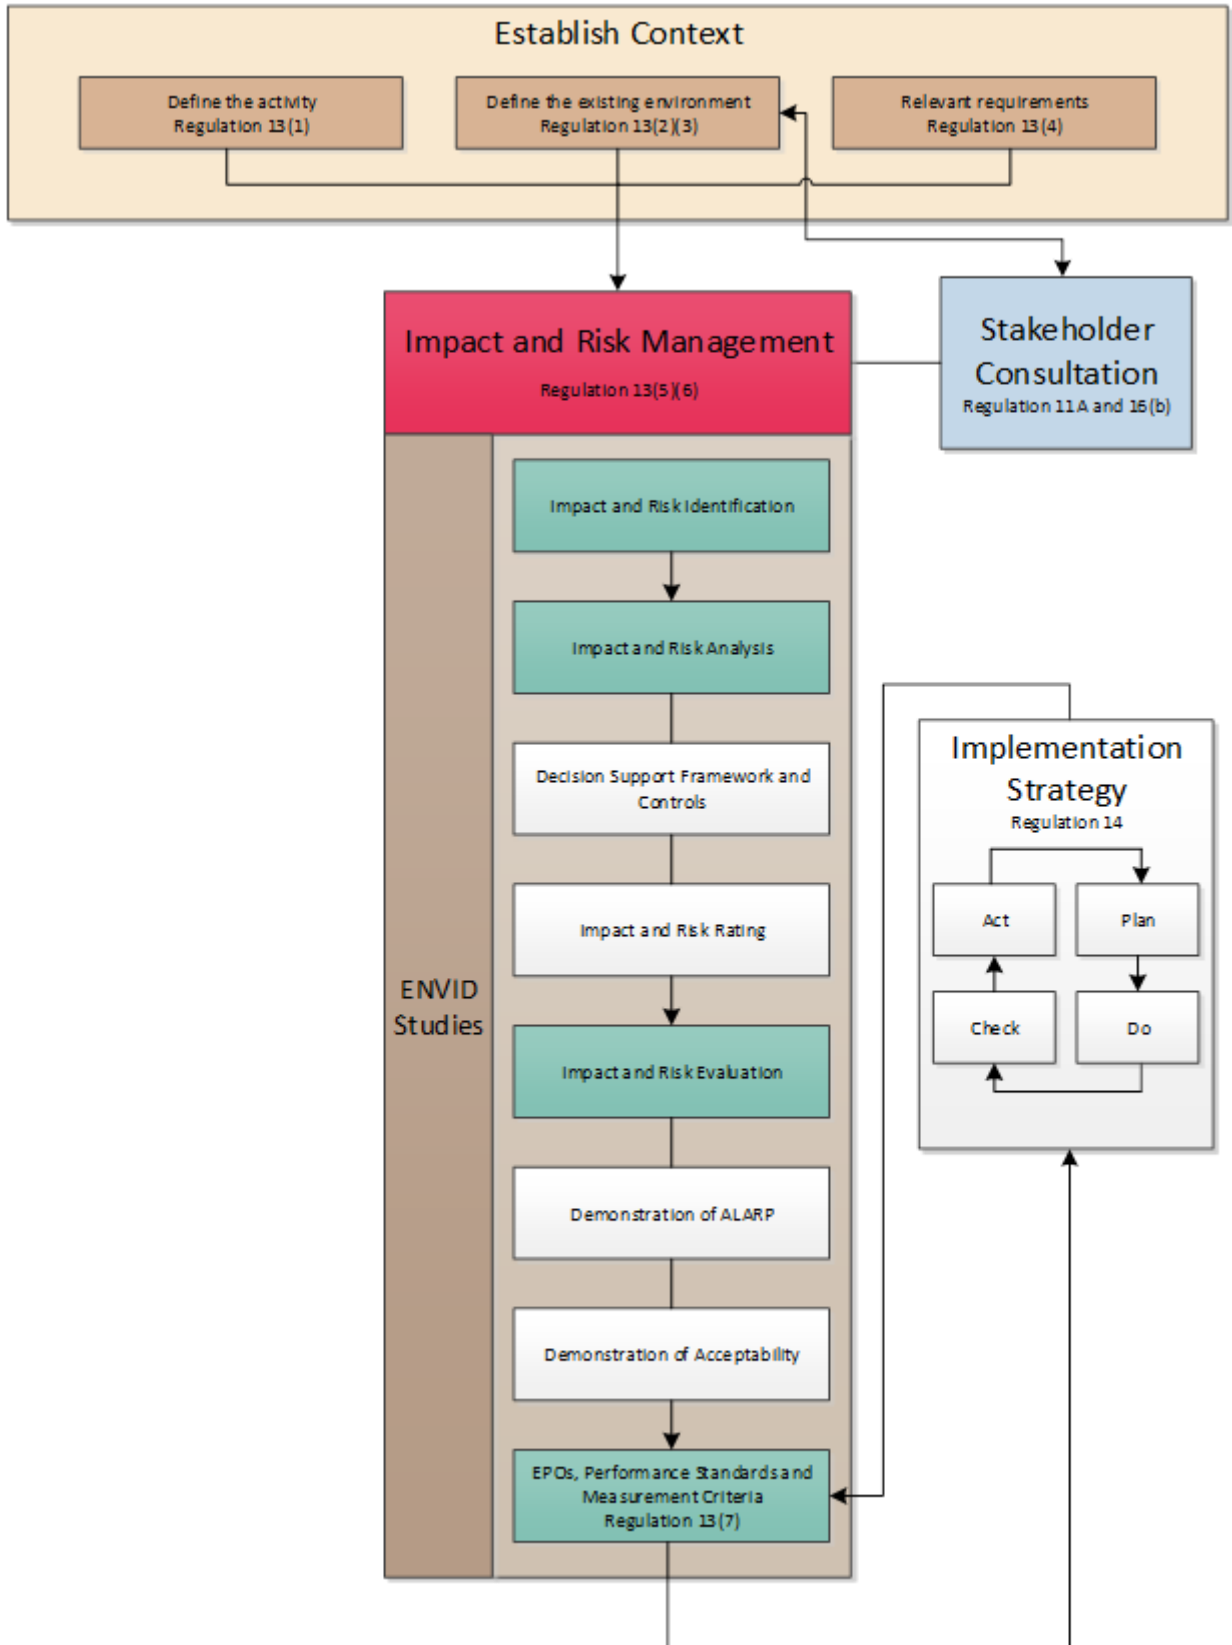 Establish Context
Define the activity
Regulation 13(1)
Define the existing environment
Regulation 13(2)(3)
Relevant requirements
Regulation 13(4)
Impact and Risk Management
Regulation 13(5)(6)
Stakeholder
Consultation
Regulation 11A and 16(b)
ENVID
Studies
Impact and Risk Identification
Impact and Risk Analysis
Decision Support Framework and
Controls
Impact and Risk Rating
Impact and Risk Evaluation
Demonstration of ALARP
Demonstration of Acceptability
EPOs, Performance Standards and
Measurement Criteria
Regulation 13(7)
Implementation
Strategy
Regulation 14
Act
Plan
Check
Do